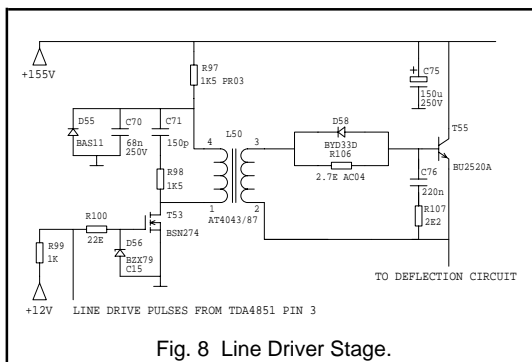 +155V
R97
1K5 PR03
C75
150u
250V
D55
BAS11
C70
68n
250V
C71
150p
L50
4
3
D58
BYD33D
R106
2.7E AC04
T55
BU2520A
R98
1K5
C76
220n
1
2
AT4043/87
R107
2E2
T53
BSN274
R100
22E
D56
BZX79
C15
R99
1K
TO DEFLECTION CIRCUIT
+12V
LINE DRIVE PULSES FROM TDA4851 PIN 3
Fig. 8 Line Driver Stage.